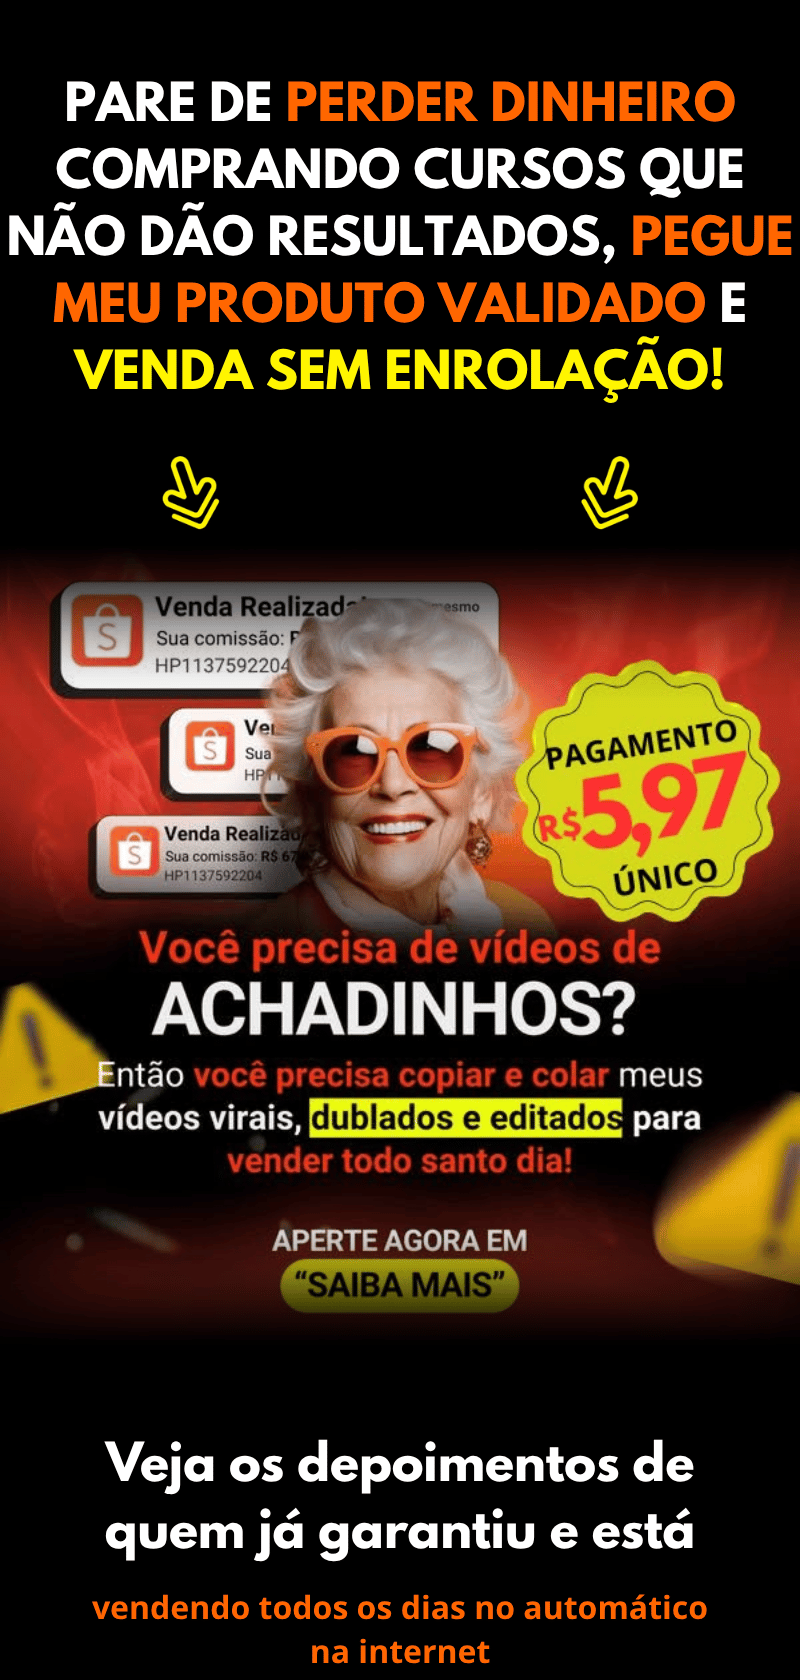 PARE DE PERDER DINHEIRO
COMPRANDO CURSOS QUE
NÃO DÃO RESULTADOS, PEGUE
MEU PRODUTO VALIDADO E
VENDA SEM ENROLAÇÃO!
Venda Realizada!
Sua comissão:
HP1137592204
S
Sua
S
Venda Realizada
Sua comissão: R$ 67
HP1137592204
S
PAGAMENTO
R$5,97
ÚNICO
Você precisa de vídeos de
ACHADINHOS?
Então você precisa copiar e colar meus
vídeos virais, dublados e editados para
vender todo santo dia!
APERTE AGORA EM
“SAIBA MAIS”
Veja os depoimentos de
quem já garantiu e está
vendendo todos os dias no automático
na internet